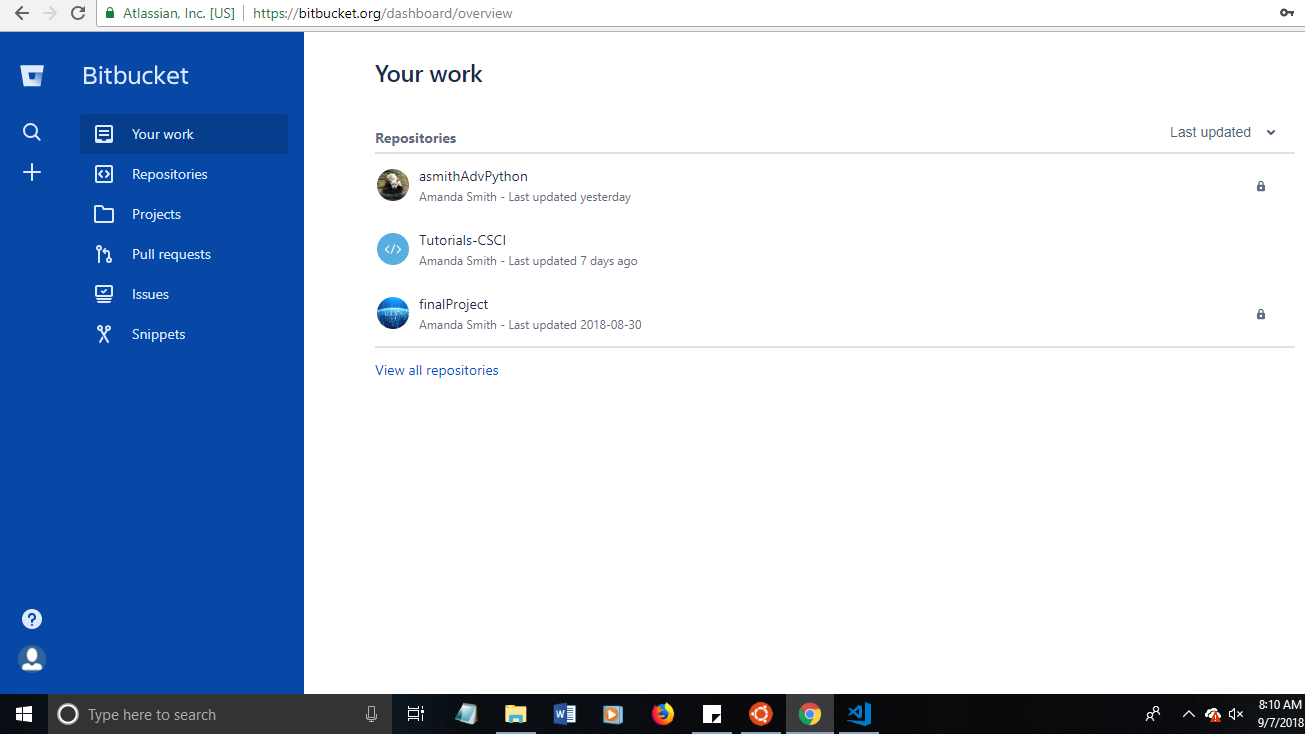 Atlassian, Inc. [US] https://bitbucket.org/dashboard/overview
Bitbucket
Your work
Repositories
Projects
Pull requests
Issues
Snippets
Your work
Repositories
Last updated
asmithAdvPython
Amanda Smith - Last updated yesterday
Tutorials-CSCI
Amanda Smith - Last updated 7 days ago
finalProject
Amanda Smith - Last updated 2018-08-30
View all repositories
Type here to search
8:10 AM
9/7/2018